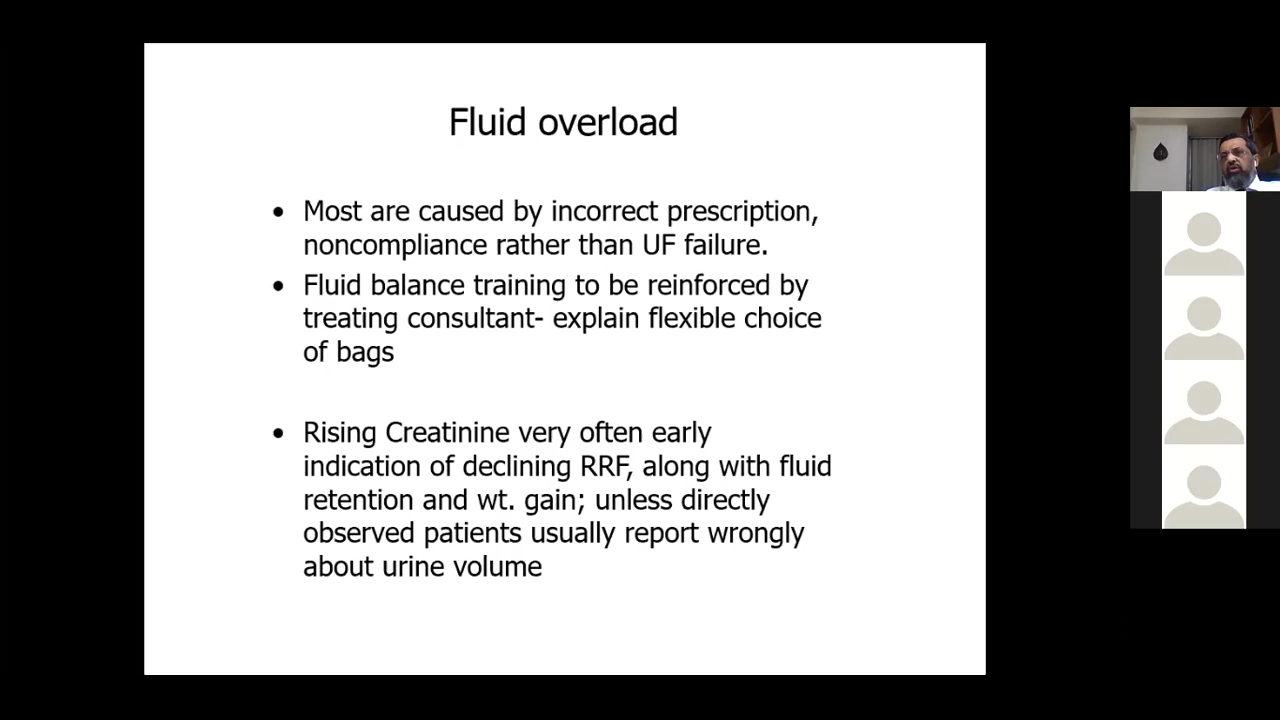 Fluid overload
• Most are caused by incorrect prescription,
noncompliance rather than UF failure.
• Fluid balance training to be reinforced by
treating consultant- explain flexible choice
of bags
• Rising Creatinine very often early
indication of declining RRF, along with fluid
retention and wt. gain; unless directly
observed patients usually report wrongly
about urine volume